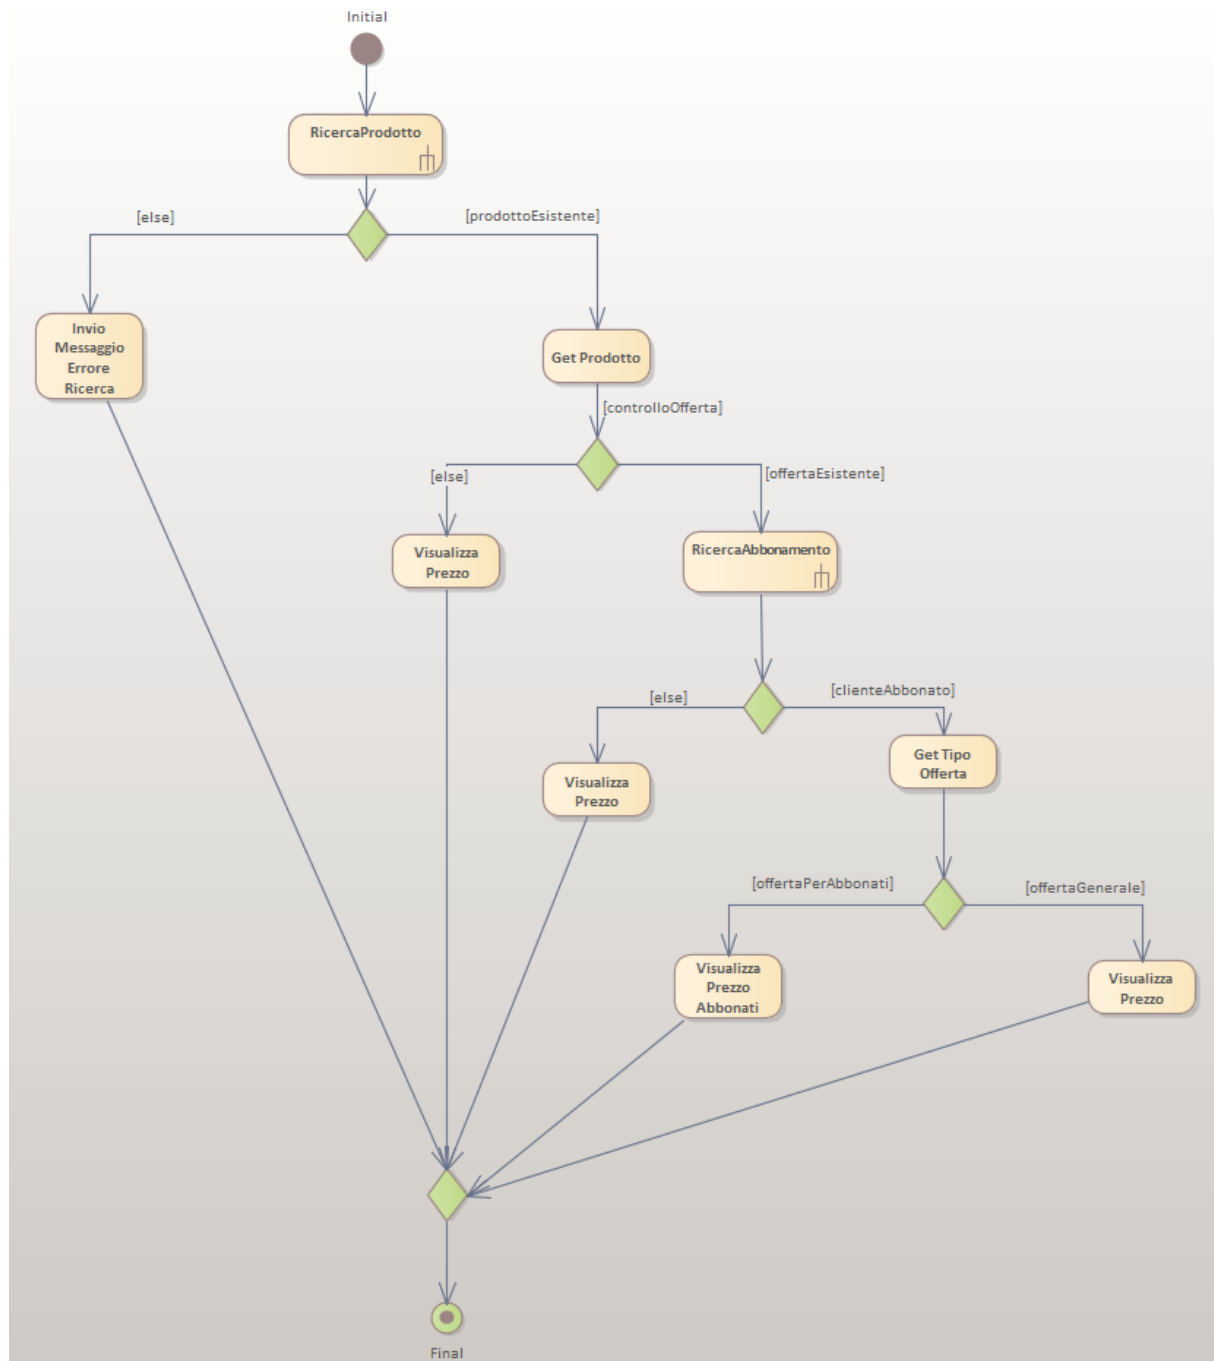 Initial
RicercaProdotto
[else]
[prodottoEsistente]
Invio
Messaggio
Errore
Ricerca
Get Prodotto
[controlloOfferta]
[else]
[offertaEsistente]
Visualizza
Prezzo
RicercaAbbonamento
[else]
[clienteAbbonato]
Visualizza
Prezzo
Get Tipo
Offerta
[offertaPerAbbonati]
[offertaGenerale]
Visualizza
Prezzo
Abbonati
Visualizza
Prezzo
Final